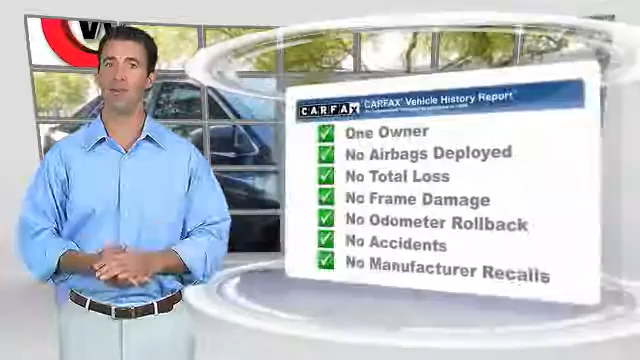 W
CARFAX CARFAX Vehicle History Report
One Owner
No Airbags Deployed
No Total Loss
No Frame Damage
No Odometer Rollback
No Accidents
No Manufacturer Recalls